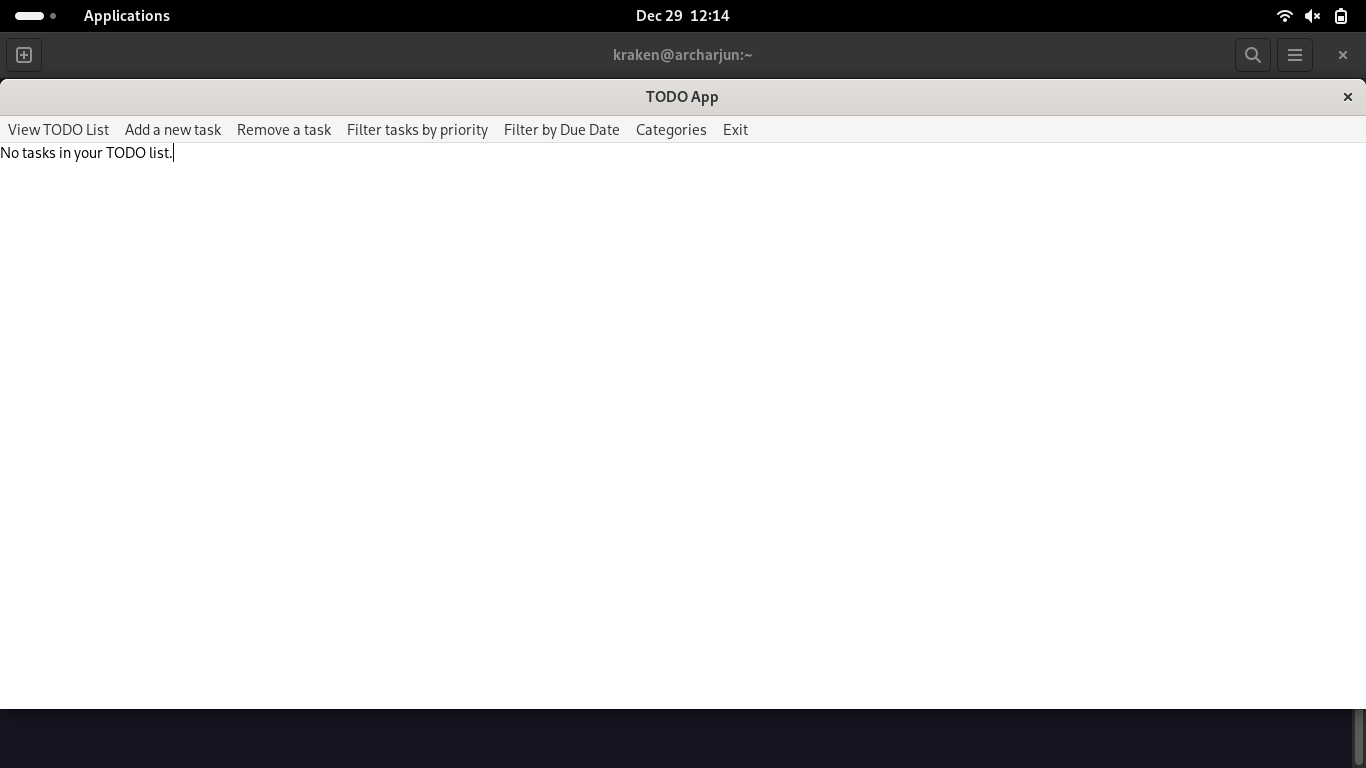 Applications Dec 29 12:14
kraken@archarjun:~
TODO App
View TODO List Add a new task Remove a task Filter tasks by priority Filter by Due Date Categories Exit
No tasks in your TODO list.